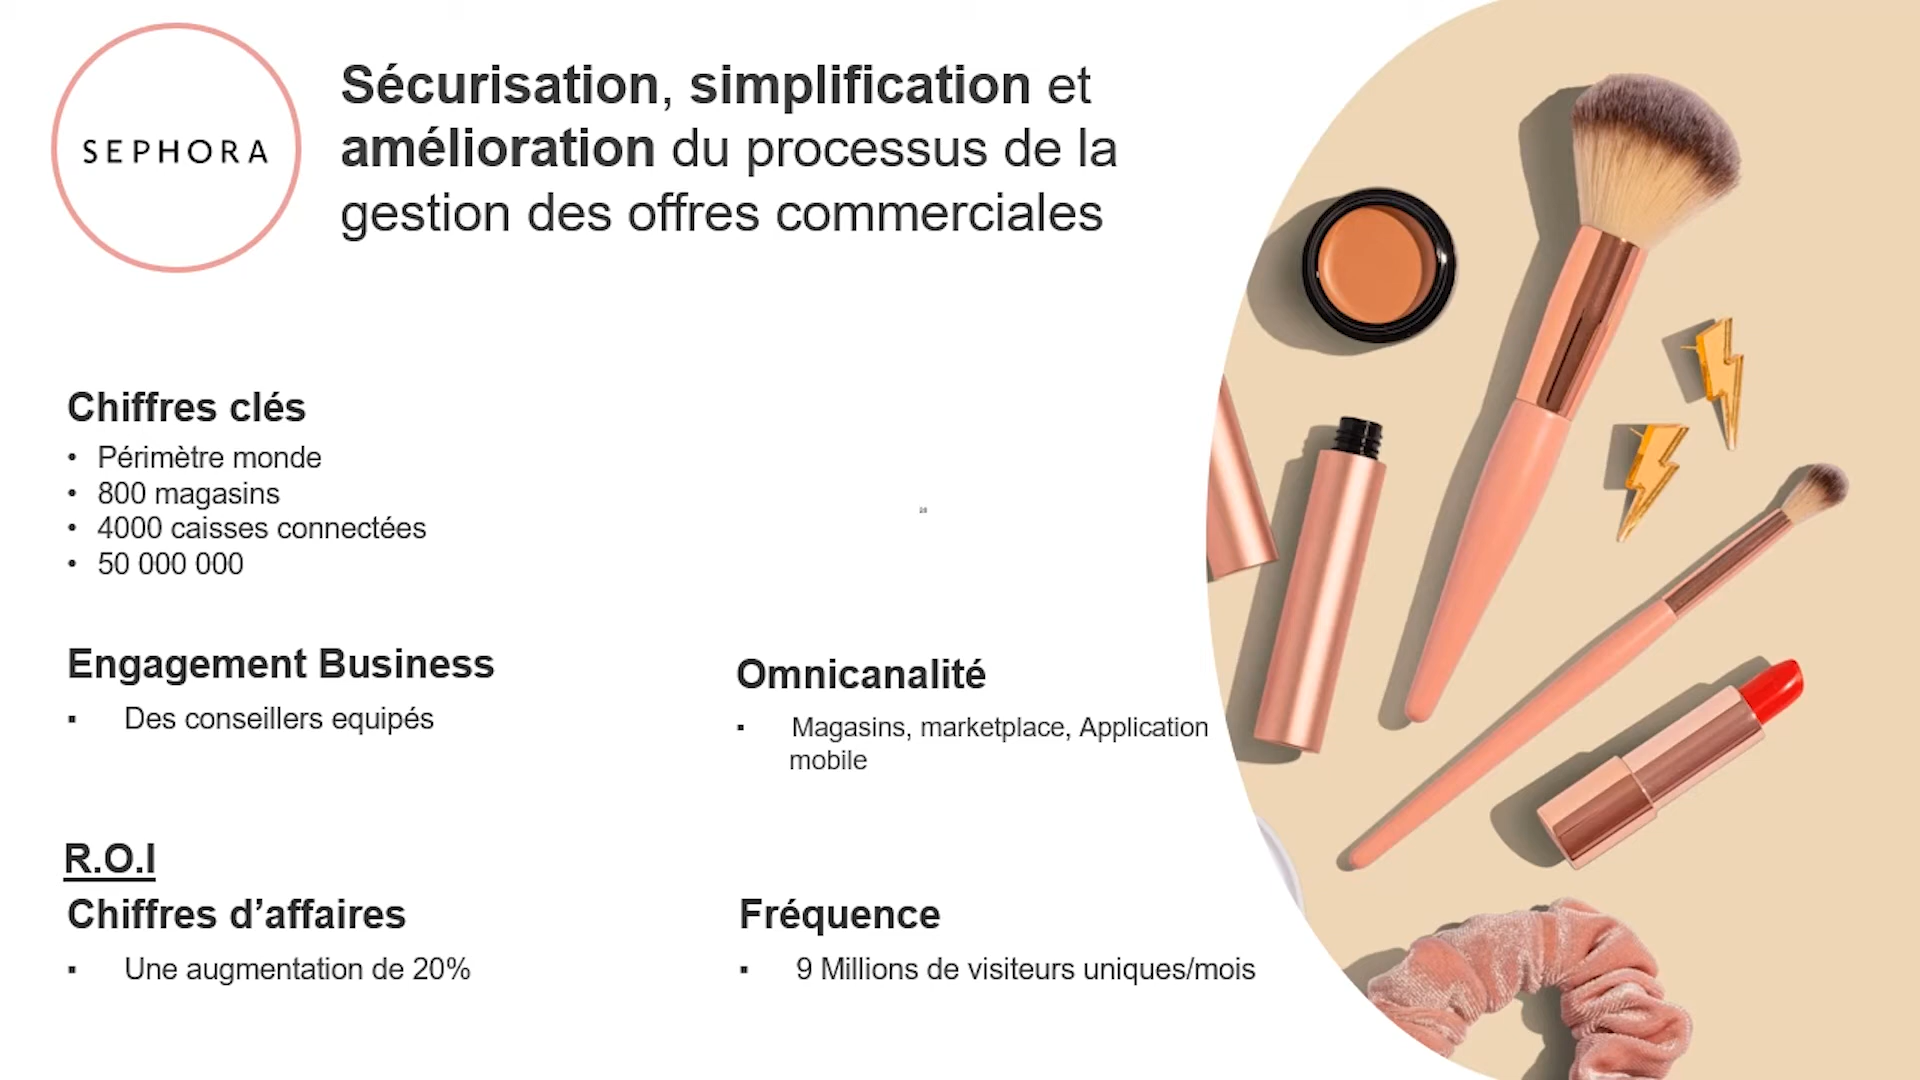 SEPHORA
Sécurisation, simplification et
amélioration du processus de la
gestion des offres commerciales
Chiffres clés
• Périmètre monde
• 800 magasins
• 4000 caisses connectées
• 50 000 000
Engagement Business
▪ Des conseillers equipés
Omnicanalité
▪ Magasins, marketplace, Application
mobile
R.O.I
Chiffres d’affaires
▪ Une augmentation de 20%
Fréquence
▪ 9 Millions de visiteurs uniques/mois